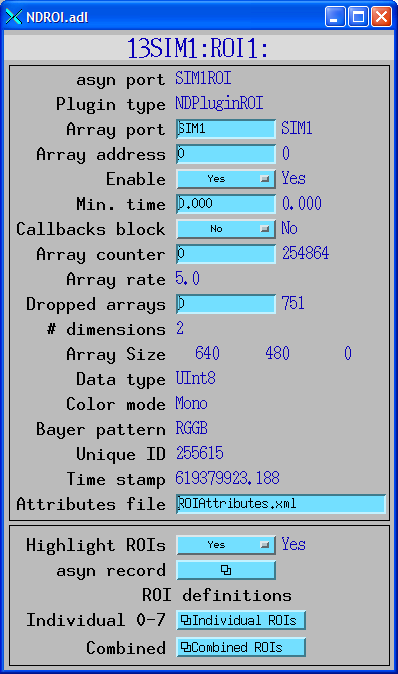 NDROI.adl
13SIM1:ROI1:
asyn port SIM1ROI
Plugin type NDPluginROI
Array port SIM1 SIM1
Array address 0 0
Enable Yes Yes
Min. time 0.000 0.000
Callbacks block No No
Array counter 0 254864
Array rate 5.0
Dropped arrays 0 751
# dimensions 2
Array Size 640 480 0
Data type UInt8
Color mode Mono
Bayer pattern RGGB
Unique ID 255615
Time stamp 619379923.188
Attributes file ROIAttributes.xml
Highlight ROIs Yes Yes
asyn record
ROI definitions
Individual 0-7 Individual ROIs
Combined Combined ROIs